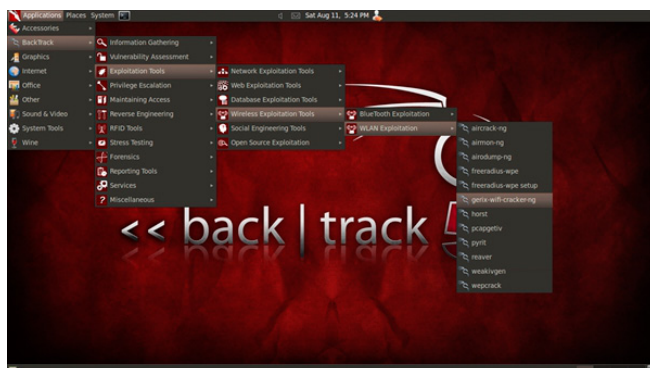 Applications Places System
Sat Aug 11, 5:24 PM
Accessories
BackTrack
Graphics
Internet
Office
Other
Sound & Video
System Tools
Wine
Information Gathering
Vulnerability Assessment
Exploitation Tools
Privilege Escalation
Maintaining Access
Reverse Engineering
RFID Tools
Stress Testing
Forensics
Reporting Tools
Services
Miscellaneous
Network Exploitation Tools
Web Exploitation Tools
Database Exploitation Tools
Wireless Exploitation Tools
Social Engineering Tools
Open Source Exploitation
BlueTooth Exploitation
WLAN Exploitation
aircrack-ng
airmon-ng
airodump-ng
freeradius-wpe
freeradius-wpe setup
gerix-wifi-cracker-ng
horst
pcapgetiv
pyrit
reaver
weakivgen
wepcrack
<< back | track